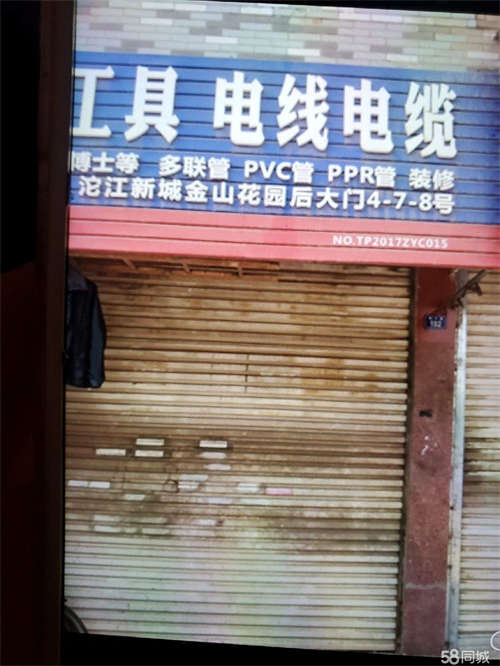 工具 电线电缆
博士等 多联管 PVC管 PPR管 装修
沱江新城金山花园后大门4-7-8号
NO.TP2017ZYC015
152
58同城